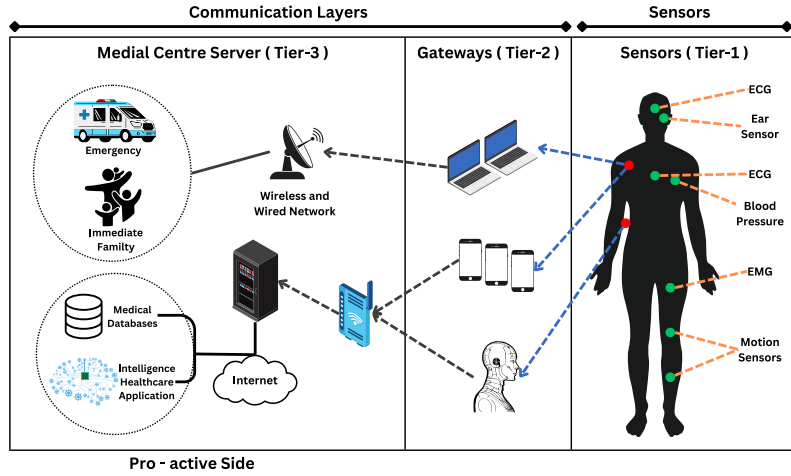 Communication Layers
Sensors
Medial Centre Server ( Tier-3 )
Gateways ( Tier-2 )
Sensors ( Tier-1 )
Emergency
Immediate
Familty
Wireless and
Wired Network
Medical
Databases
Intelligence
Healthcare
Application
Internet
ECG
Ear
Sensor
ECG
Blood
Pressure
EMG
Motion
Sensors
Pro - active Side